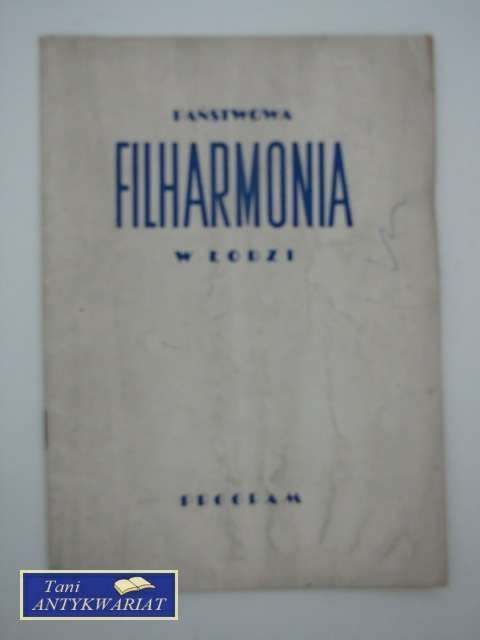 PAŃSTWOWA
FILHARMONIA
W ŁODZI
PROGRAM
Tani
ANTYKWARIAT